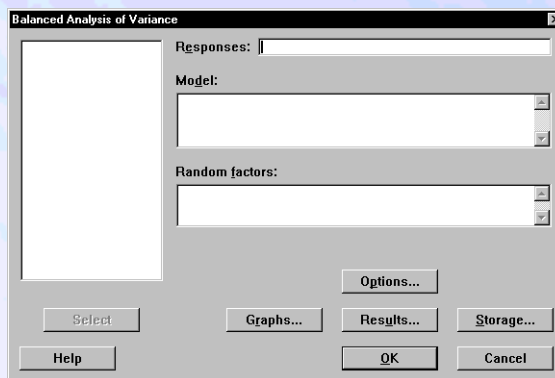 Balanced Analysis of Variance
Responses:
Model:
Random factors:
Options...
Select
Graphs...
Results...
Storage...
Help
OK
Cancel